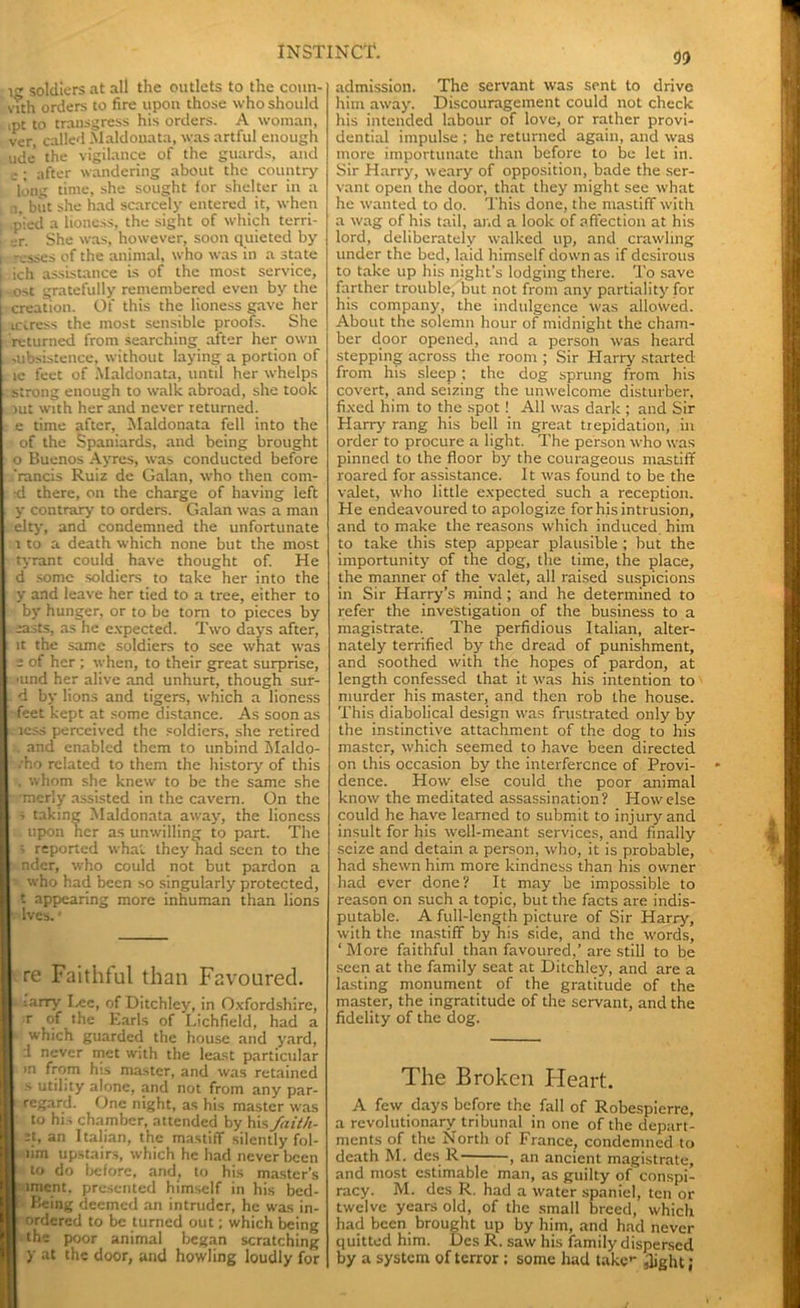 INSTINCT.
99
ig soldiers at all the outlets to the coun-
vith orders to fire upon those who should
pt to transgress his orders. A woman,
ver, called Maldonata, was artful enough
ude the vigilance of the guards, and
e; after wandering about the country
long time, she sought for shelter in a
, but she had scarcely entered it, when
pied a lioness, the sight of which terri-
er. She was, however, soon quieted by
resses of the animal, who was in a state
ich assistance is of the most service,
ost gratefully remembered even by the
creation. Of this the lioness gave her
ctress the most sensible proofs. She
returned from searching after her own
subsistence, without laying a portion of
ie feet of Maldonata, until her whelps
strong enough to walk abroad, she took
out with her and never returned.
e time after, Maldonata fell into the
of the Spaniards, and being brought
o Buenos Ayres, was conducted before
rancis Ruiz de Galan, who then com-
d there, on the charge of having left
y contrary to orders. Galan was a man
elty, and condemned the unfortunate
to a death which none but the most
tyrant could have thought of. He
d some soldiers to take her into the
y and leave her tied to a tree, either to
by hunger, or to be torn to pieces by
easts, as he expected. Two days after,
it the same soldiers to see what was
e of her; when, to their great surprise,
und her alive and unhurt, though sur-
d by lions and tigers, which a lioness
feet kept at some distance. As soon as
ess perceived the soldiers, she retired
and enabled them to unbind Maldo-
ho related to them the history of this
, whom she knew to be the same she
merly assisted in the cavern. On the
s taking Maldonata away, the lioness
upon her as unwilling to part. The
s reported what they had seen to the
nder, who could not but pardon a
who had been so singularly protected,
t appearing more inhuman than lions
lves.'
re Faithful than Favoured.
arry Lee, of Ditchley, in Oxfordshire,
r of the Earls of Lichfield, had a
which guarded the house and yard,
d never met with the least particular
on from his master, and was retained
s utility alone, and not from any par-
regard. One night, as his master was
to his chamber, attended by his faith-
et, an Italian, the mastiff silently fol-
him upstairs, which he had never been
to do before, and, to his master's
iment, presented himself in his bed-
Being deemed an intruder, he was in-
ordered to be turned out; which being
the poor animal began scratching
y at the door, and howling loudly for
admission. The servant was sent to drive
him away. Discouragement could not check
his intended labour of love, or rather provi-
dential impulse; he returned again, and was
more importunate than before to be let in.
Sir Harry, weary of opposition, bade the ser-
vant open the door, that they might see what
he wanted to do. This done, the mastiff with
a wag of his tail, and a look of affection at his
lord, deliberately walked up, and crawling
under the bed, laid himself down as if desirous
to take up his night's lodging there. To save
farther trouble, but not from any partiality for
his company, the indulgence was allowed.
About the solemn hour of midnight the cham-
ber door opened, and a person was heard
stepping across the room; Sir Harry started
from his sleep; the dog sprung from his
covert, and seizing the unwelcome disturber,
fixed him to the spot! All was dark; and Sir
Harry rang his bell in great trepidation, in
order to procure a light. The person who was
pinned to the floor by the courageous mastiff
roared for assistance. It was found to be the
valet, who little expected such a reception.
He endeavoured to apologize for his intrusion,
and to make the reasons which induced him
to take this step appear plausible; but the
importunity of the dog, the time, the place,
the manner of the valet, all raised suspicions
in Sir Harry's mind; and he determined to
refer the investigation of the business to a
magistrate. The perfidious Italian, alter-
nately terrified by the dread of punishment,
and soothed with the hopes of pardon, at
length confessed that it was his intention to
murder his master, and then rob the house.
This diabolical design was frustrated only by
the instinctive attachment of the dog to his
master, which seemed to have been directed
on this occasion by the interference of Provi-
dence. How else could the poor animal
know the meditated assassination? How else
could he have learned to submit to injury and
insult for his well-meant services, and finally
seize and detain a person, who, it is probable,
had shewn him more kindness than his owner
had ever done? It may be impossible to
reason on such a topic, but the facts are indis-
putable. A full-length picture of Sir Harry,
with the mastiff by his side, and the words,
'More faithful than favoured,' are still to be
seen at the family seat at Ditchley, and are a
lasting monument of the gratitude of the
master, the ingratitude of the servant, and the
fidelity of the dog.
The Broken Heart.
A few days before the fall of Robespierre,
a revolutionary tribunal in one of the depart-
ments of the North of France, condemned to
death M. des R——, an ancient magistrate,
and most estimable man, as guilty of conspi-
racy. M. des R. had a water spaniel, ten or
twelve years old, of the small breed, which
had been brought up by him, and had never
quitted him. Des R. saw his family dispersed
by a system of terror: some had take flight;